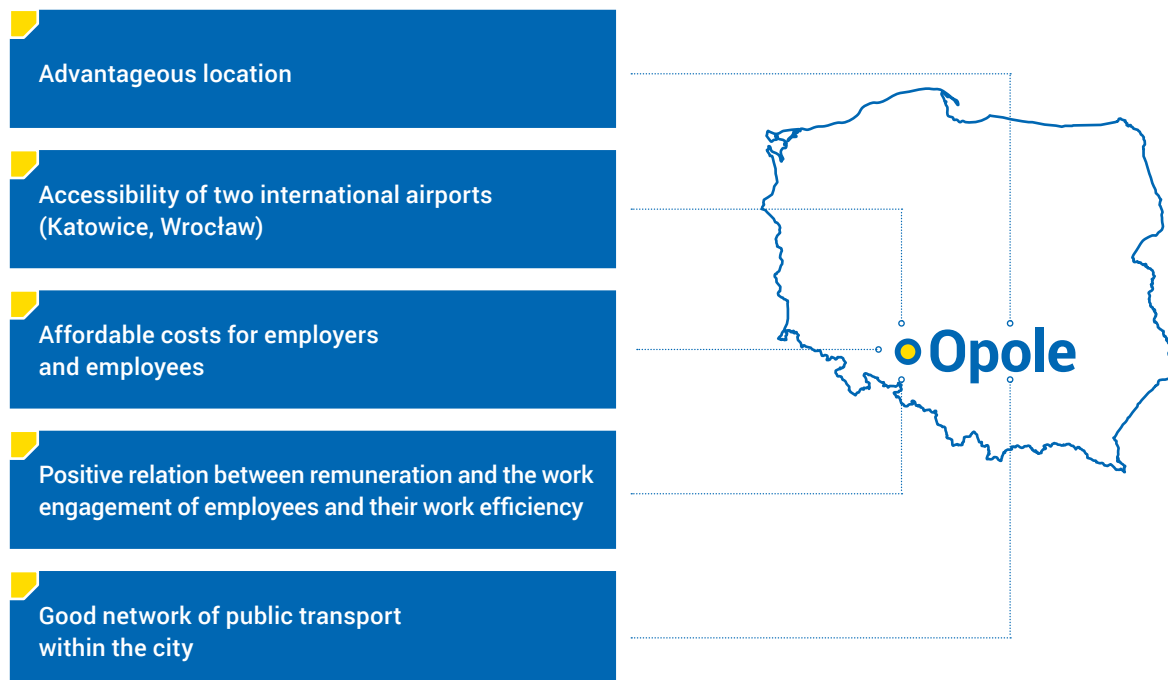 Advantageous location
Accessibility of two international airports
(Katowice, Wrocław)
Affordable costs for employers
and employees
Positive relation between remuneration and the work
engagement of employees and their work efficiency
Good network of public transport
within the city
Opole